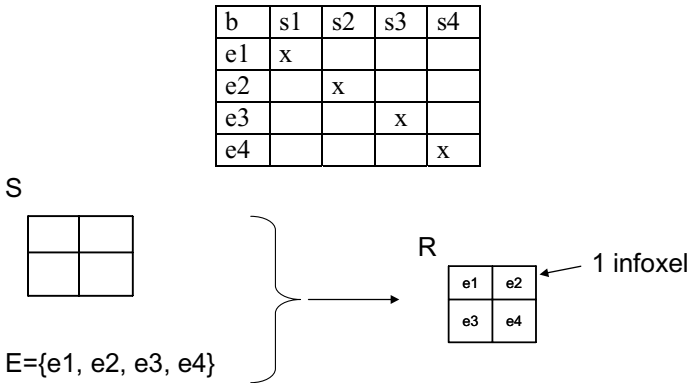 b s1 s2 s3 s4
e1 x
e2 x
e3 x
e4 x
S
R
1 infoxel
e1 e2
e3 e4
E={e1, e2, e3, e4}